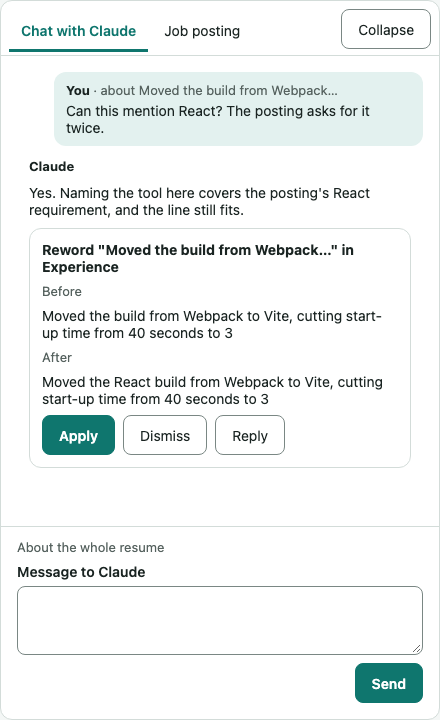 Chat with Claude
Job posting
Collapse
You · about Moved the build from Webpack...
Can this mention React? The posting asks for it
twice.
Claude
Yes. Naming the tool here covers the posting's React
requirement, and the line still fits.
Reword "Moved the build from Webpack..." in
Experience
Before
Moved the build from Webpack to Vite, cutting start-
up time from 40 seconds to 3
After
Moved the React build from Webpack to Vite, cutting
start-up time from 40 seconds to 3
Apply
Dismiss
Reply
About the whole resume
Message to Claude
Send